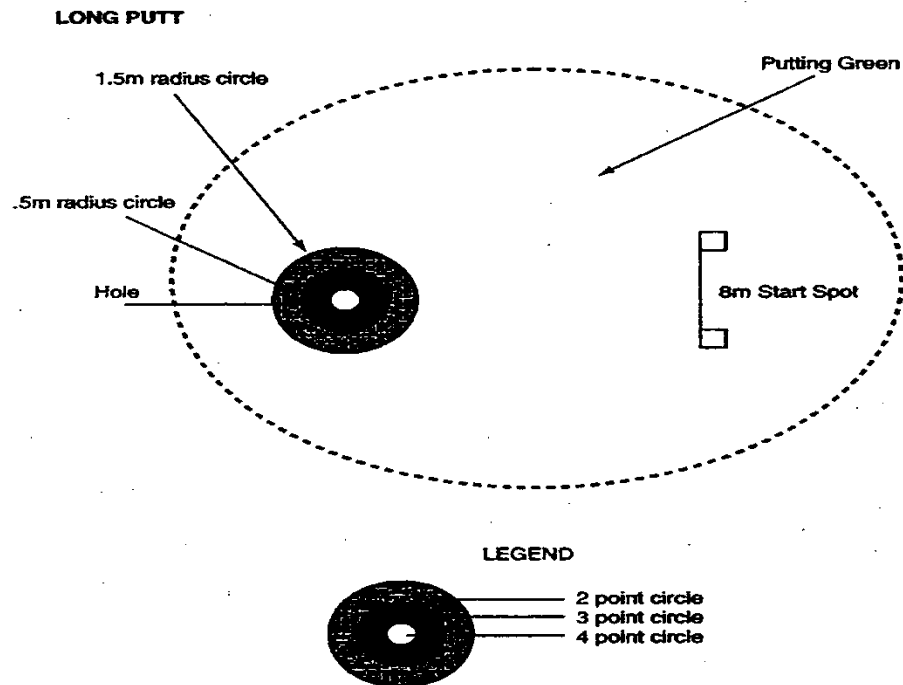 LONG PUTT
1.5m radius circle
Putting Green
.5m radius circle
Hole
8m Start Spot
LEGEND
2 point circle
3 point circle
4 point circle